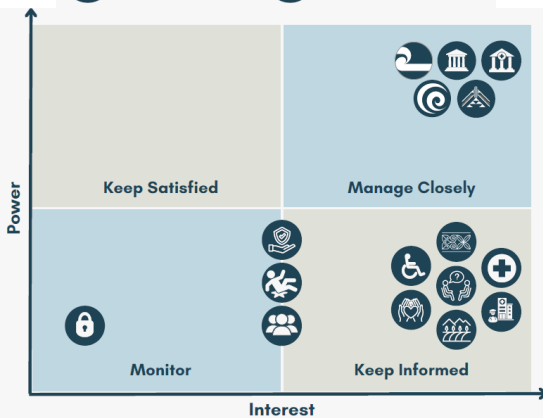 Keep Satisfied
Manage Closely
Power
Monitor
Keep Informed
Interest